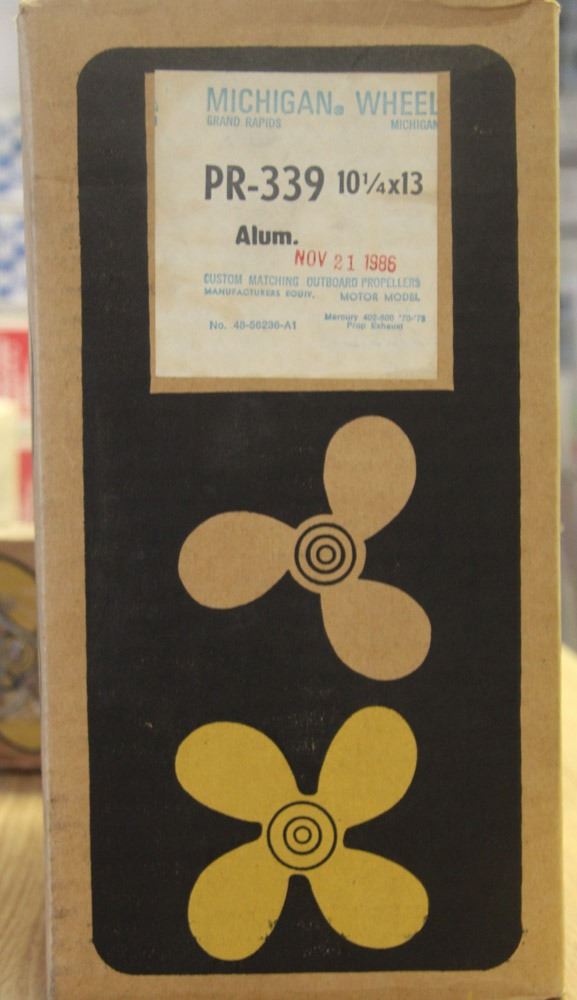 MICHIGAN® WHEEL
GRAND RAPIDS MICHIGAN
PR-339 10¼x13
Alum.
NOV 21 1986
CUSTOM MATCHING OUTBOARD PROPELLERS
MANUFACTURERS EQUIV. MOTOR MODEL
No. 48-56236-A1 Mercury 402-500 '70-'78
Prop Exhaust